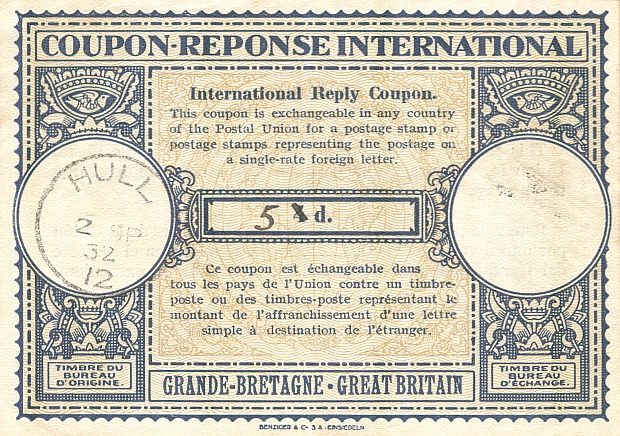 COUPON-REPONSE INTERNATIONAL
International Reply Coupon.
This coupon is exchangeable in any country
of the Postal Union for a postage stamp or
postage stamps representing the postage on
a single-rate foreign letter.
HULL
2 SP
32
12
5 d.
Ce coupon est échangeable dans
tous les pays de l'Union contre un timbre-
poste ou des timbres-poste représentant le
montant de l'affranchissement d'une lettre
simple à destination de l'étranger.
TIMBRE DU
BUREAU
D'ORIGINE.
TIMBRE DU
BUREAU
D'ÉCHANGE.
GRANDE-BRETAGNE · GREAT BRITAIN
BENZIGER & Co S.A. EINSIEDELN